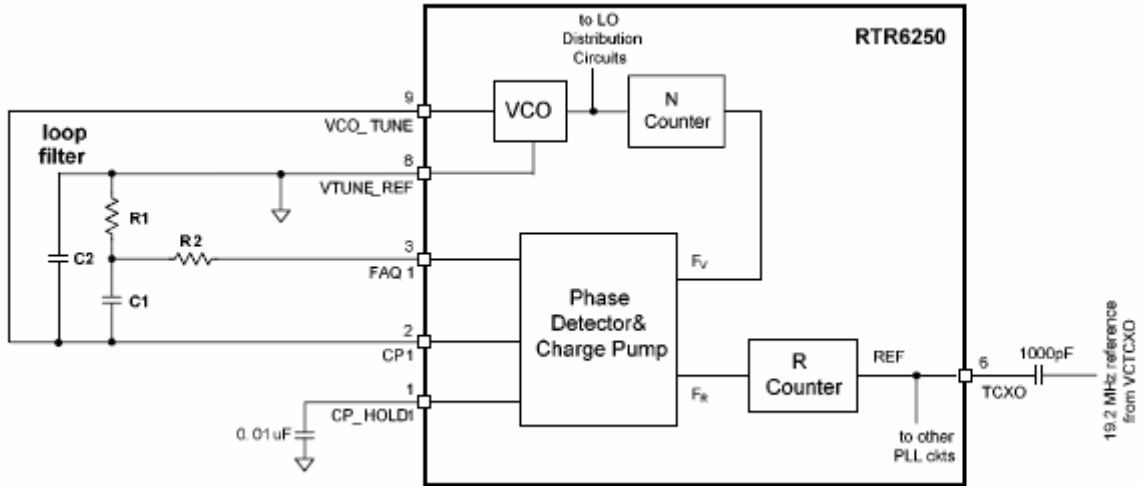 to LO
Distribution
Circuits
RTR6250
9
VCO_TUNE
VCO
N
Counter
loop
filter
8
VTUNE_REF
R1
R2
C2
3
FAQ 1
C1
Phase
Detector&
Charge Pump
FV
2
CP1
R
Counter
REF
6
TCXO
1000pF
19.2 MHz reference
from VCTCXO
FR
1
CP_HOLD1
0.01uF
to other
PLL ckts